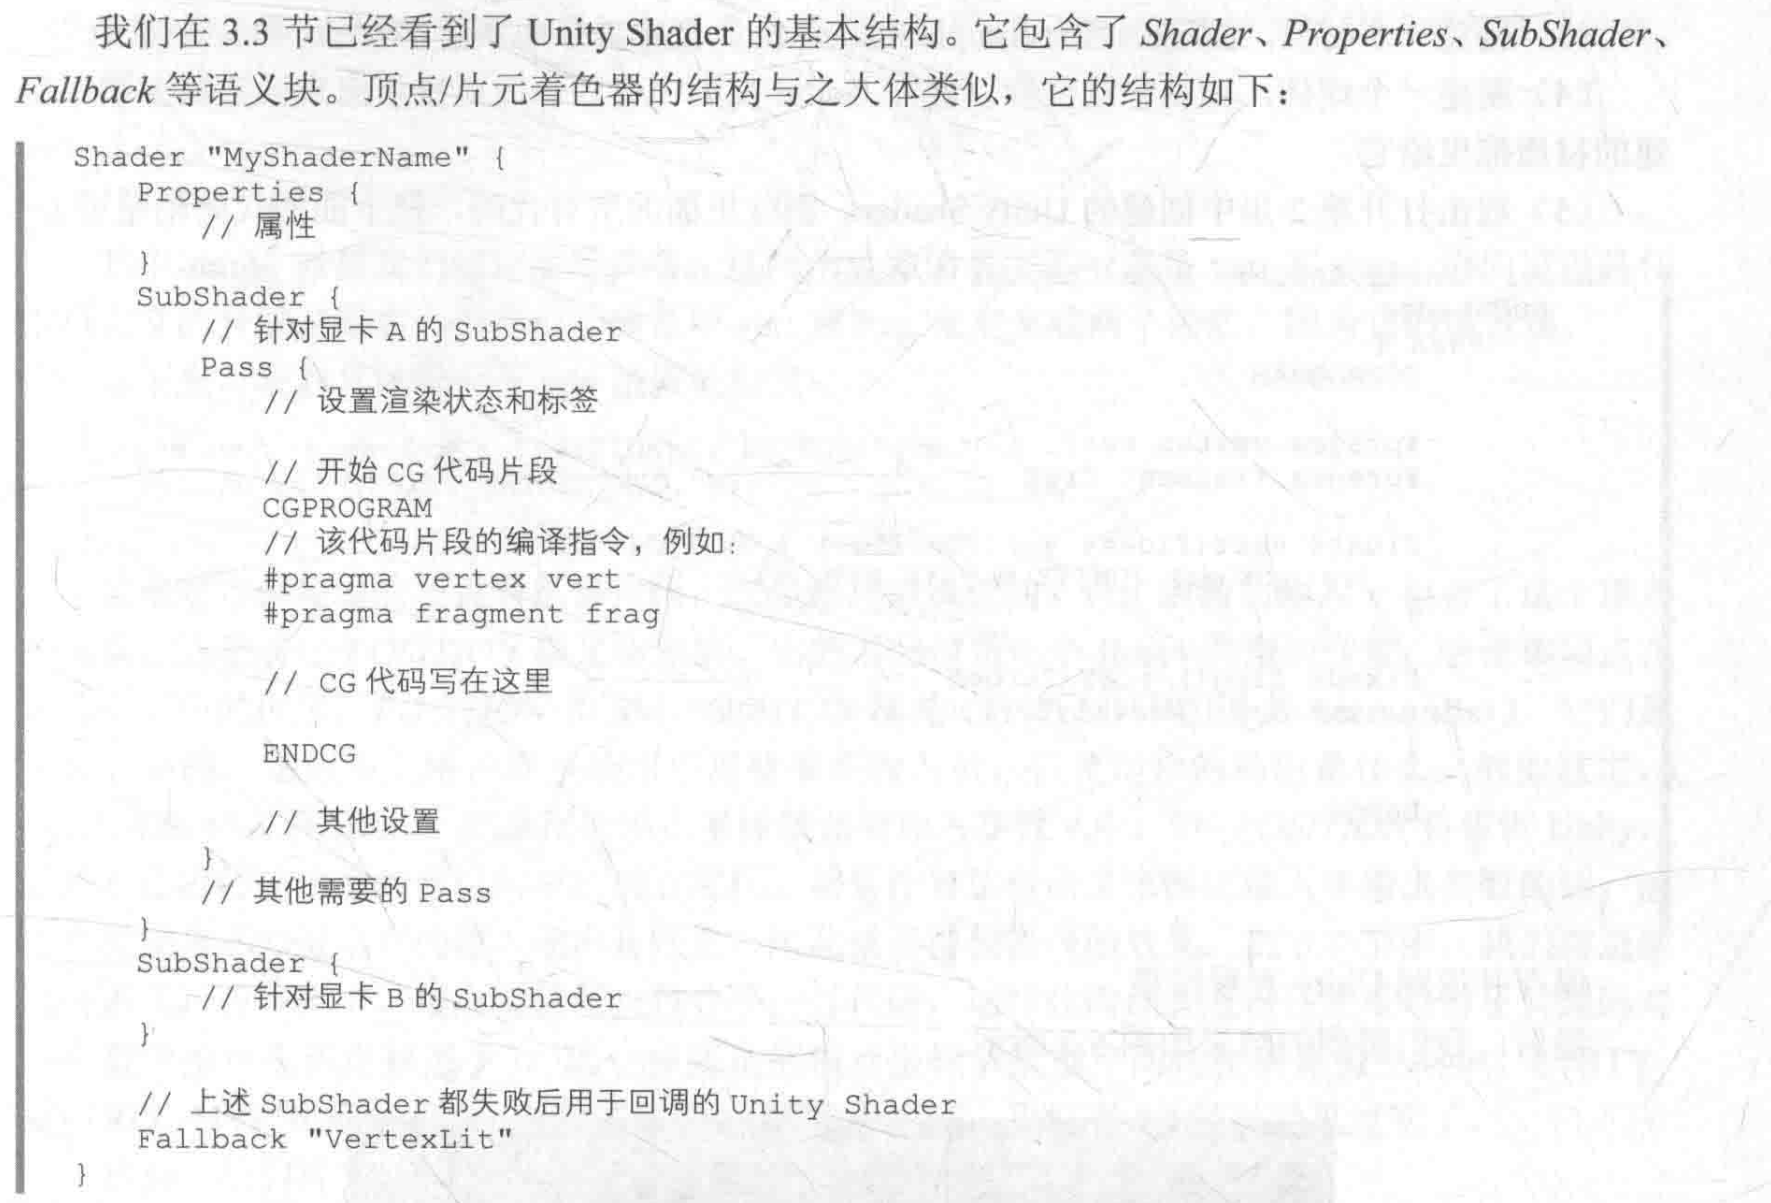 我们在 3.3 节已经看到了 Unity Shader 的基本结构。它包含了 Shader、Properties、SubShader、
Fallback 等语义块。顶点/片元着色器的结构与之大体类似，它的结构如下：
Shader "MyShaderName" {
Properties {
// 属性
}
SubShader {
// 针对显卡 A 的 SubShader
Pass {
// 设置渲染状态和标签
// 开始 CG 代码片段
CGPROGRAM
// 该代码片段的编译指令，例如：
#pragma vertex vert
#pragma fragment frag
// CG 代码写在这里
ENDCG
// 其他设置
}
// 其他需要的 Pass
}
SubShader {
// 针对显卡 B 的 SubShader
}
// 上述 SubShader 都失败后用于回调的 Unity Shader
Fallback "VertexLit"
}